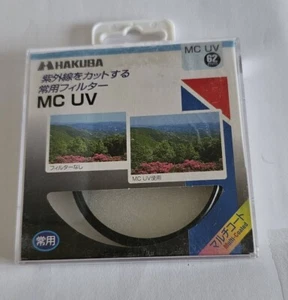 HAKUBA
MC UV
紫外線をカットする
常用フィルター
MC UV
フィルターなし
MC UV使用
常用
マルチコート
Multi-Coated